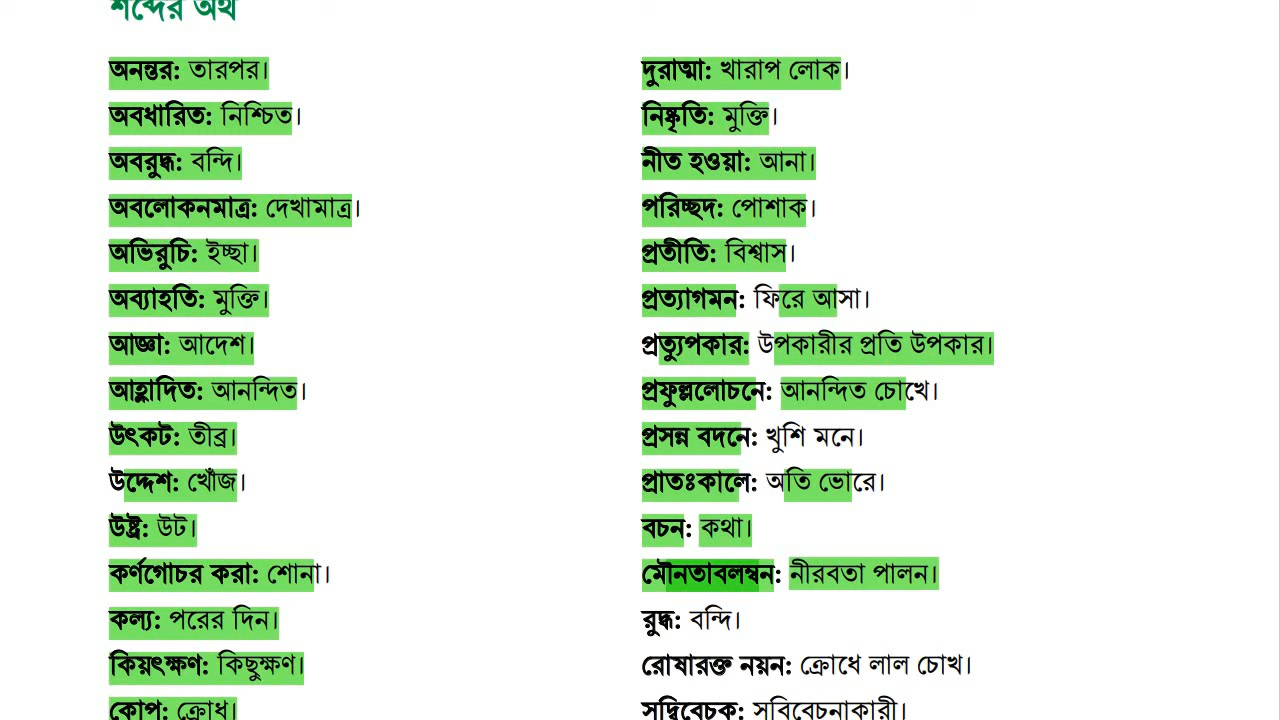 শব্দের অর্থ
অনন্তর: তারপর।
অবধারিত: নিশ্চিত।
অবরুদ্ধ: বন্দি।
অবলোকনমাত্র: দেখামাত্র।
অভিরুচি: ইচ্ছা।
অব্যাহতি: মুক্তি।
আজ্ঞা: আদেশ।
আহ্লাদিত: আনন্দিত।
উৎকট: তীব্র।
উদ্দেশ: খোঁজ।
উষ্ট্র: উট।
কর্ণগোচর করা: শোনা।
কল্য: পরের দিন।
কিয়ৎক্ষণ: কিছুক্ষণ।
কোপ: ক্রোধ।
দুরাত্মা: খারাপ লোক।
নিষ্কৃতি: মুক্তি।
নীত হওয়া: আনা।
পরিচ্ছদ: পোশাক।
প্রতীতি: বিশ্বাস।
প্রত্যাগমন: ফিরে আসা।
প্রত্যুপকার: উপকারীর প্রতি উপকার।
প্রফুল্ললোচনে: আনন্দিত চোখে।
প্রসন্ন বদনে: খুশি মনে।
প্রাতঃকালে: অতি ভোরে।
বচন: কথা।
মৌনতাবলম্বন: নীরবতা পালন।
রুদ্ধ: বন্দি।
রোষারক্ত নয়ন: ক্রোধে লাল চোখ।
সদ্বিবেচক: সুবিবেচনাকারী।